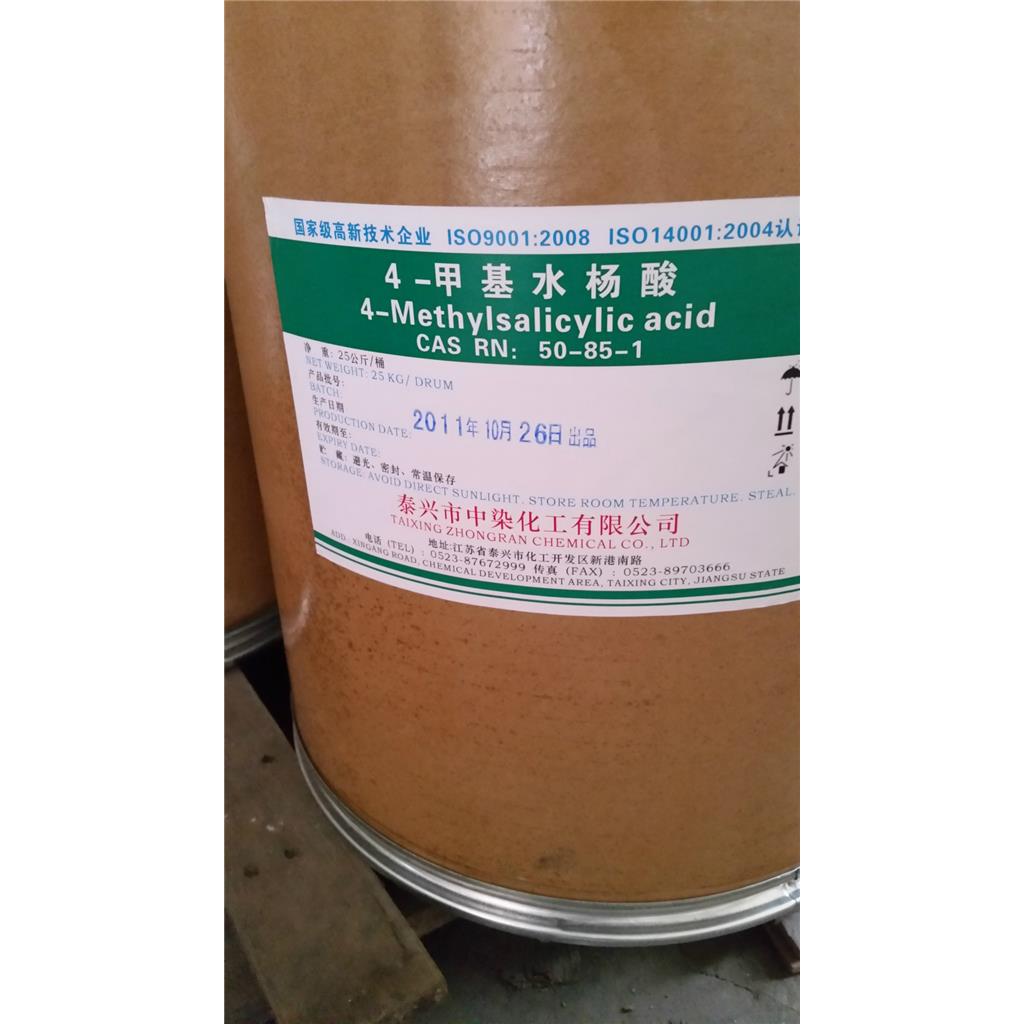 国家级高新技术企业 ISO9001:2008 ISO14001:2004认
4-甲基水杨酸
4-Methylsalicylic acid
CAS RN: 50-85-1
净 重: 25公斤/桶
NET WEIGHT: 25 KG/ DRUM
产品批号:
BATCH:
生产日期
PRODUCTION DATE: 2011年10月26日出品
有效期至:
EXPIRY DATE:
贮 藏: 避光、密封、常温保存
STORAGE: AVOID DIRECT SUNLIGHT. STORE ROOM TEMPERATURE. STEAL.
泰兴市中染化工有限公司
TAIXING ZHONGRAN CHEMICAL CO., LTD
地址:江苏省泰兴市化工开发区新港南路
电话 (TEL) : 0523-87672999 传真 (FAX) : 0523-89703666
ADD. XINGANG ROAD, CHEMICAL DEVELOPMENT AREA, TAIXING CITY, JIANGSU STATE